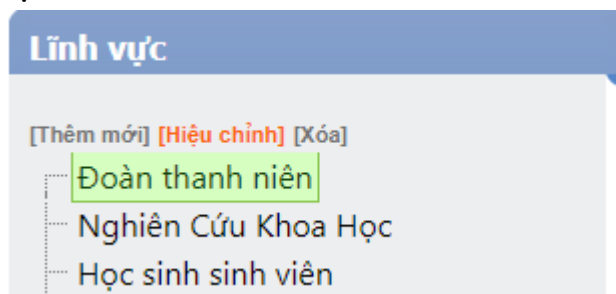 Lĩnh vực
[Thêm mới] [Hiệu chỉnh] [Xóa]
Đoàn thanh niên
Nghiên Cứu Khoa Học
Học sinh sinh viên